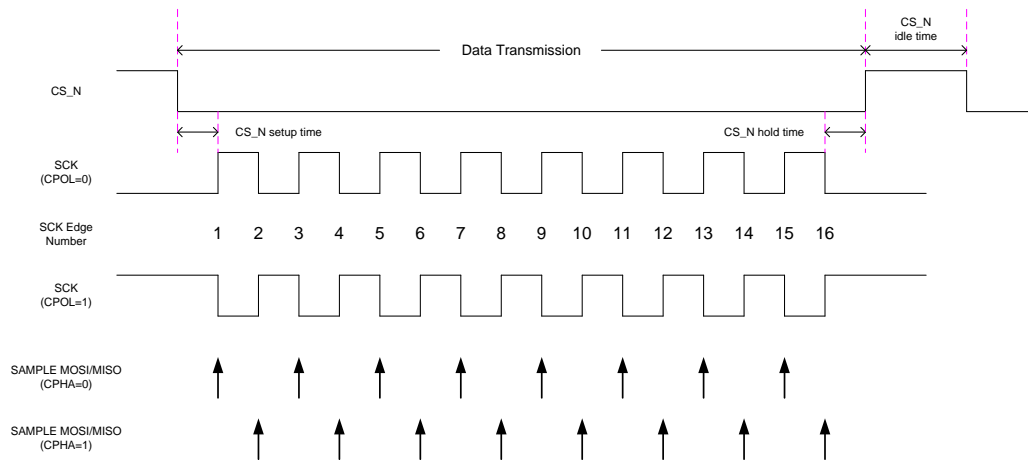 CS_N
idle time
Data Transmission
CS_N
CS_N setup time
CS_N hold time
SCK
(CPOL=0)
SCK Edge
Number
1 2 3 4 5 6 7 8 9 10 11 12 13 14 15 16
SCK
(CPOL=1)
SAMPLE MOSI/MISO
(CPHA=0)
SAMPLE MOSI/MISO
(CPHA=1)